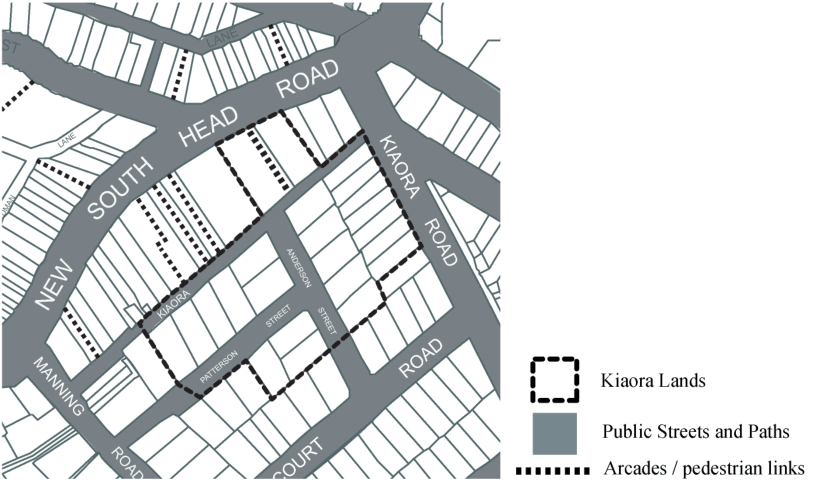 ST
LANE
NEW SOUTH HEAD ROAD
LANE
KIAORA ROAD
KIAORA
ANDERSON STREET
PATTERSON STREET
MANNING ROAD
COURT ROAD
Kiaora Lands
Public Streets and Paths
Arcades / pedestrian links